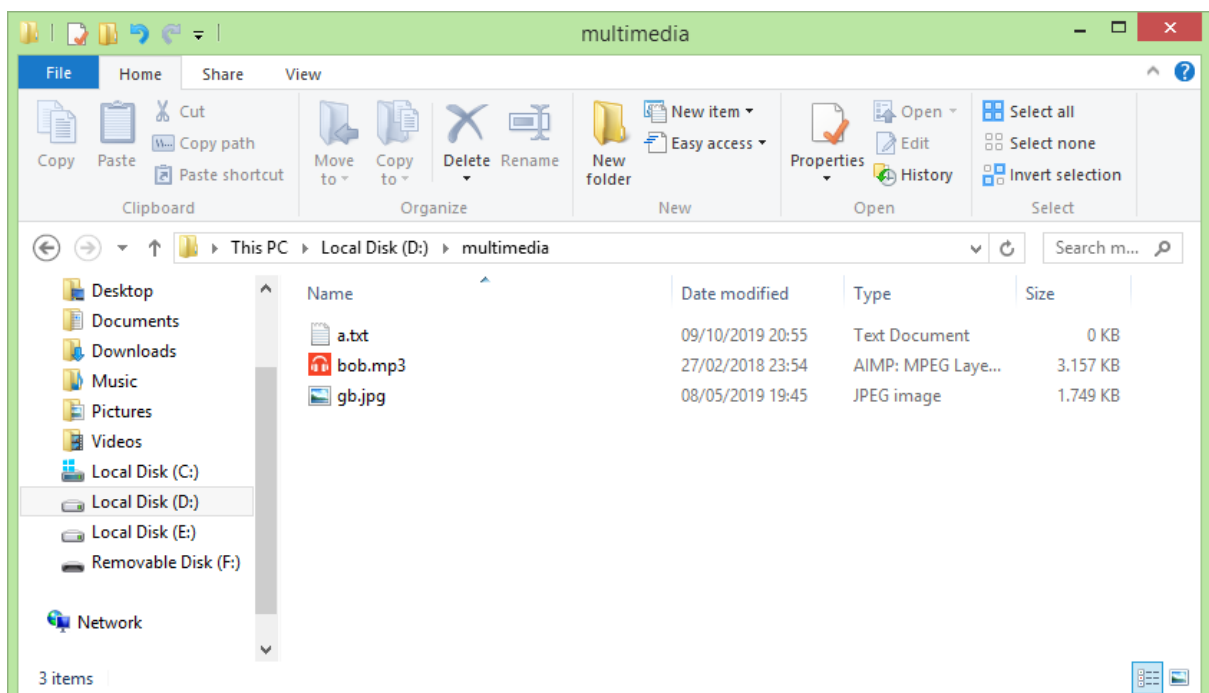 multimedia
File Home Share View
Copy
Paste
Cut
Copy path
Paste shortcut
Clipboard
Move to
Copy to
Delete
Rename
Organize
New folder
New item
Easy access
New
Properties
Open
Edit
History
Open
Select all
Select none
Invert selection
Select
This PC Local Disk (D:) multimedia Search m...
Desktop
Documents
Downloads
Music
Pictures
Videos
Local Disk (C:)
Local Disk (D:)
Local Disk (E:)
Removable Disk (F:)
Network
Name Date modified Type Size
a.txt 09/10/2019 20:55 Text Document 0 KB
bob.mp3 27/02/2018 23:54 AIMP: MPEG Laye... 3.157 KB
gb.jpg 08/05/2019 19:45 JPEG image 1.749 KB
3 items